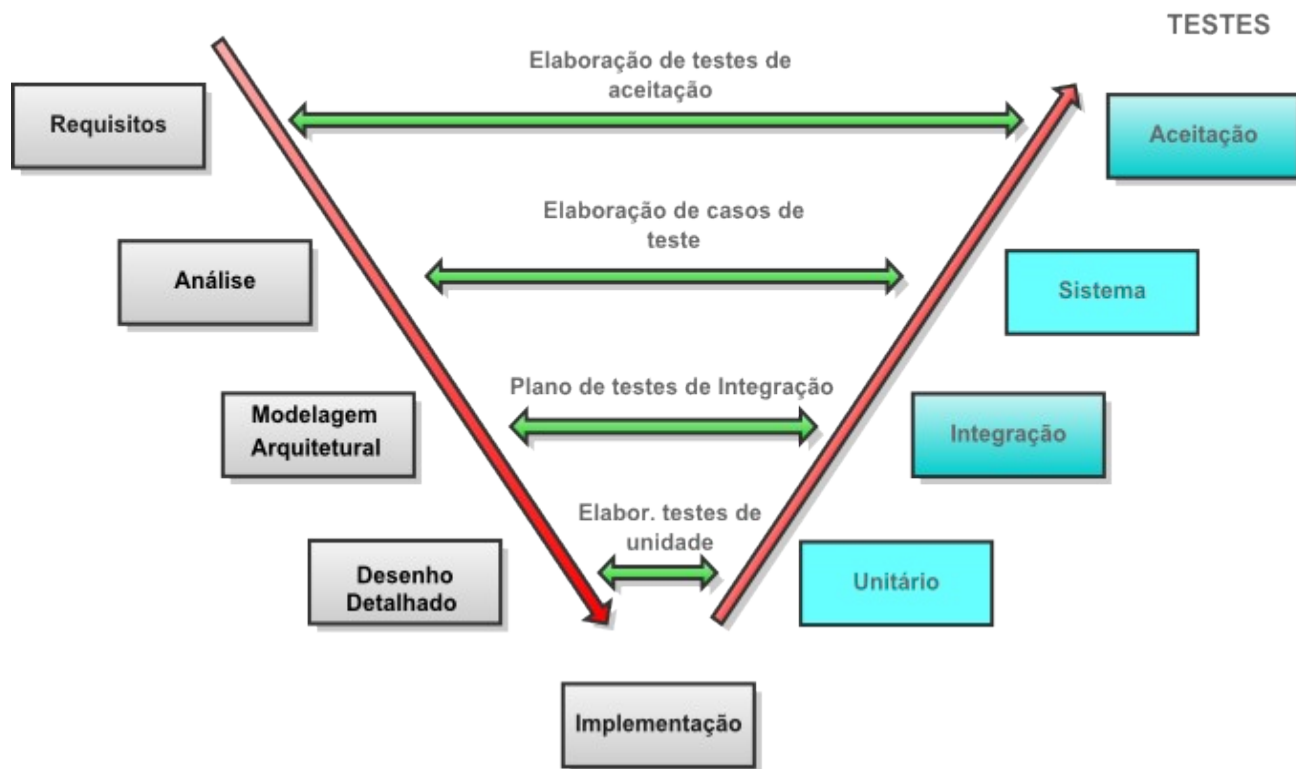 TESTES
Elaboração de testes de
aceitação
Requisitos
Aceitação
Elaboração de casos de
teste
Análise
Sistema
Plano de testes de Integração
Modelagem
Arquitetural
Integração
Elabor. testes de
unidade
Desenho
Detalhado
Unitário
Implementação